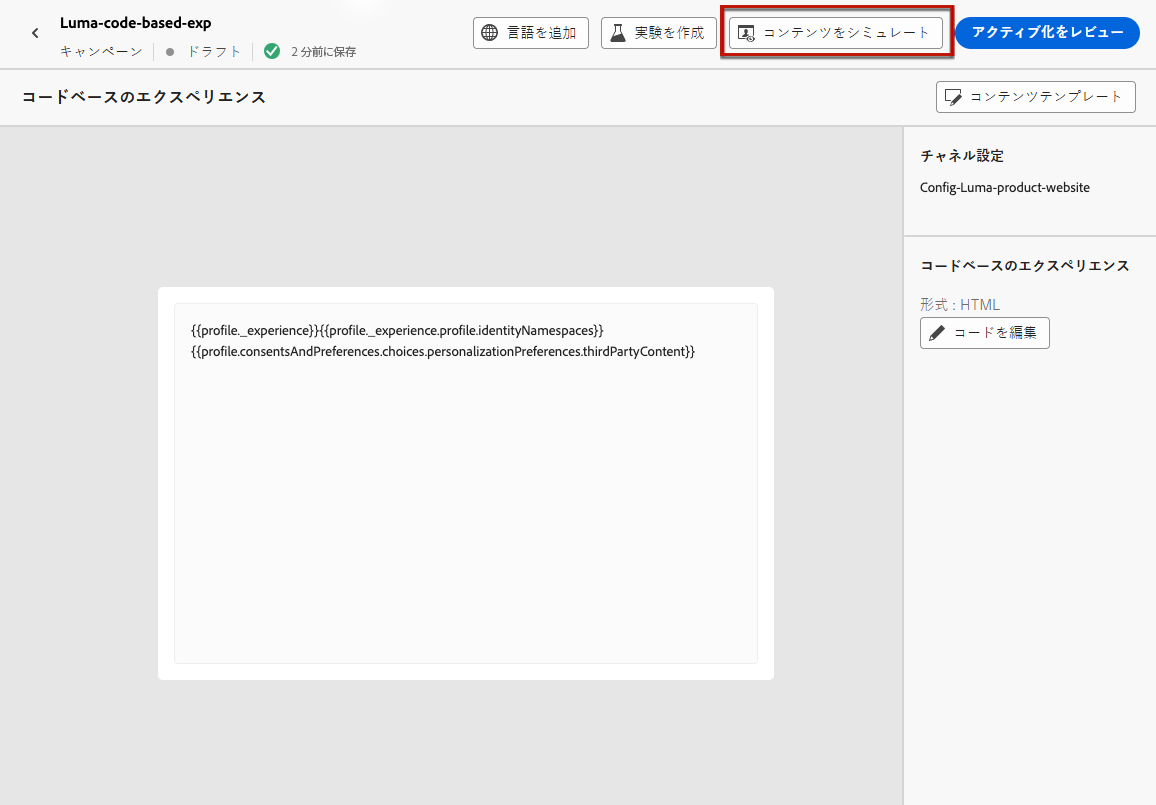 Luma-code-based-exp
キャンペーン ドラフト 2 分前に保存
言語を追加
実験を作成
コンテンツをシミュレート
アクティブ化をレビュー
コードベースのエクスペリエンス
コンテンツテンプレート
{{profile._experience}}{{profile._experience.profile.identityNamespaces}}
{{profile.consentsAndPreferences.choices.personalizationPreferences.thirdPartyContent}}
チャネル設定
Config-Luma-product-website
コードベースのエクスペリエンス
形式 : HTML
コードを編集